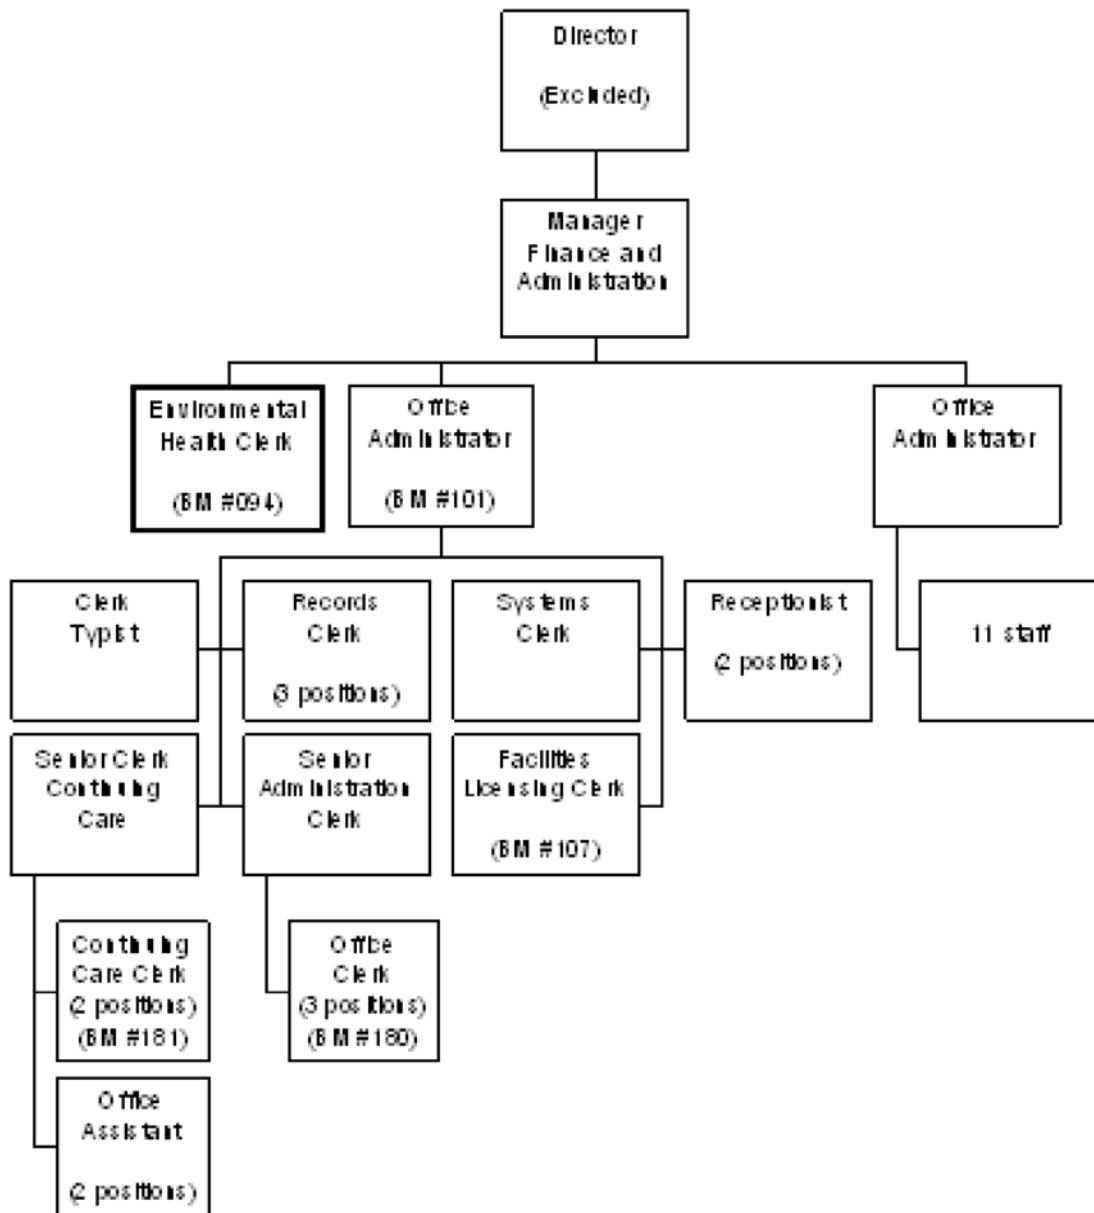 Director
(Excluded)
Manager
Finance and
Administration
Environmental
Health Clerk
(BM #094)
Office
Administrator
(BM #101)
Office
Administrator
Clerk
Typist
Records
Clerk
(3 positions)
Systems
Clerk
Receptionist
(2 positions)
11 staff
Senior Clerk
Continuing
Care
Senior
Administration
Clerk
Facilities
Licensing Clerk
(BM #107)
Continuing
Care Clerk
(2 positions)
(BM #181)
Office
Clerk
(3 positions)
(BM #180)
Office
Assistant
(2 positions)